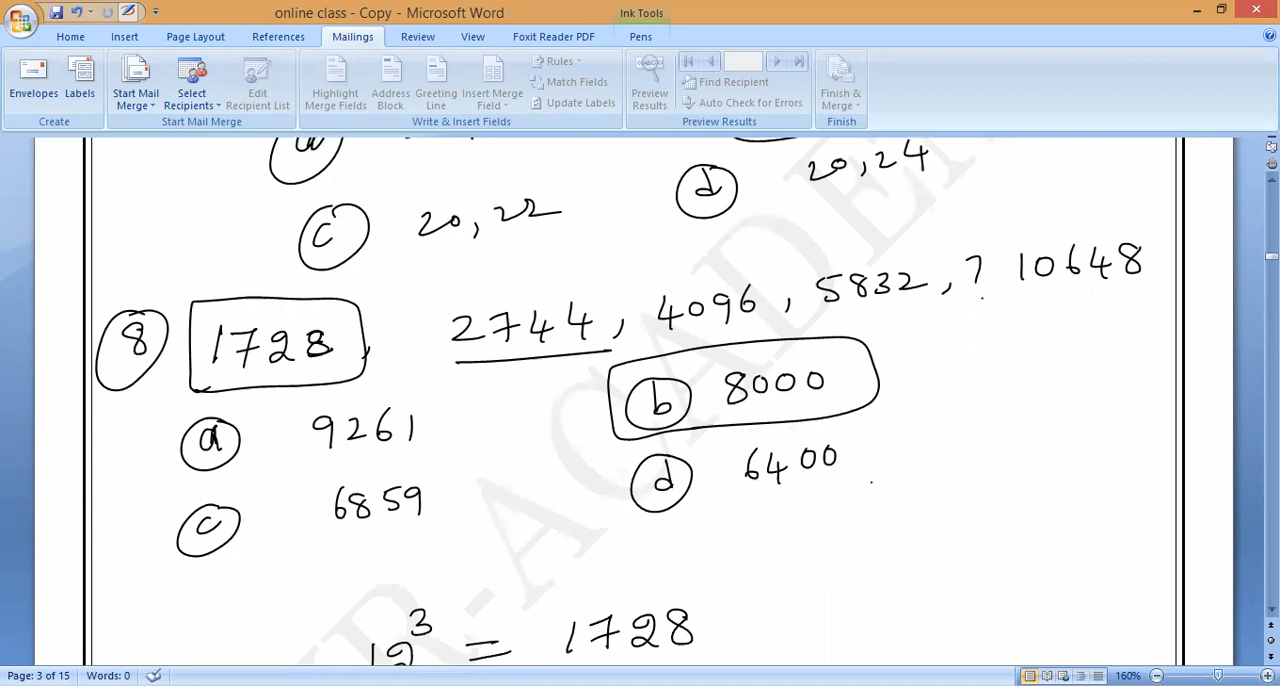 online class - Copy - Microsoft Word
Ink Tools
Home Insert Page Layout References Mailings Review View Foxit Reader PDF Pens
Envelopes Labels
Create
Start Mail Merge Select Recipients Edit Recipient List
Start Mail Merge
Highlight Merge Fields Address Block Greeting Line Insert Merge Field
Rules
Match Fields
Update Labels
Write & Insert Fields
Preview Results
Find Recipient
Auto Check for Errors
Preview Results
Finish & Merge
Finish
d 20, 24
c 20, 22
8 1728, 2744, 4096, 5832, ? 10648
a 9261 b 8000
c 6859 d 6400
12³ = 1728
R-ACADE
Page: 3 of 15 Words: 0 160%